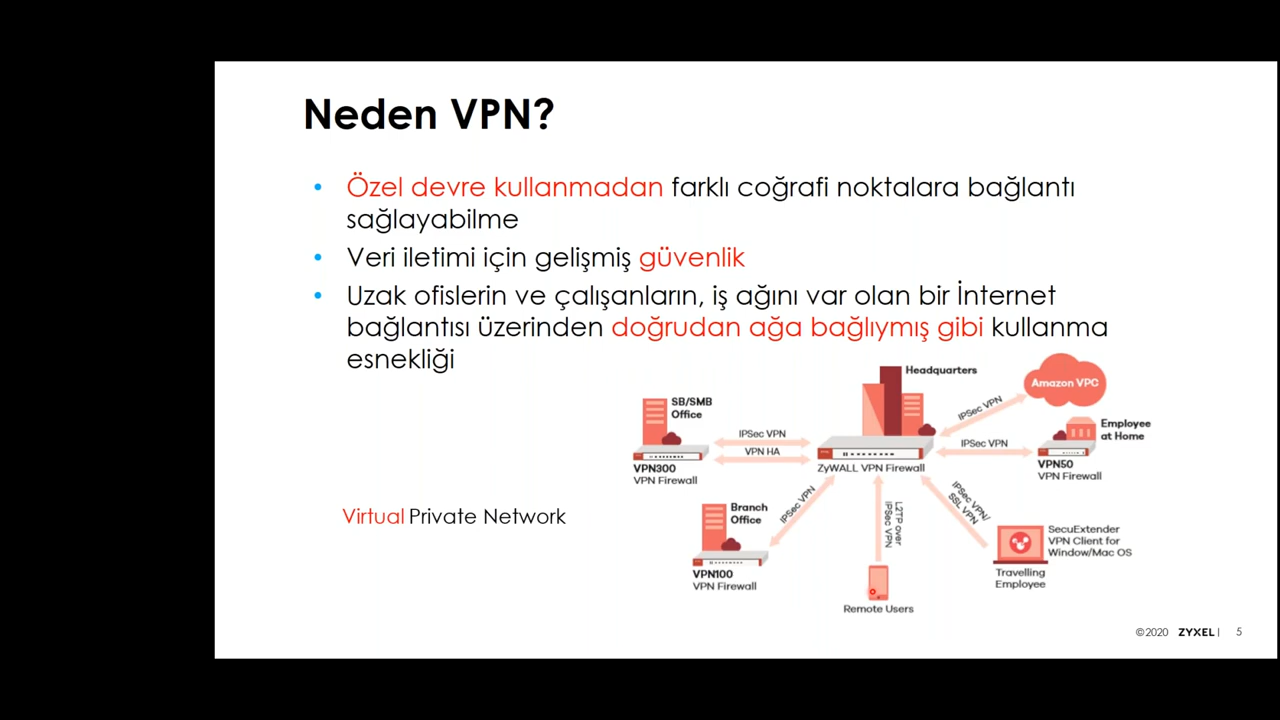 Neden VPN?
• Özel devre kullanmadan farklı coğrafi noktalara bağlantı
sağlayabilme
• Veri iletimi için gelişmiş güvenlik
• Uzak ofislerin ve çalışanların, iş ağını var olan bir İnternet
bağlantısı üzerinden doğrudan ağa bağlıymış gibi kullanma
esnekliği
Headquarters
Amazon VPC
SB/SMB
Office
IPSec VPN
IPSec VPN
VPN HA
IPSec VPN
Employee
at Home
VPN300
VPN Firewall
ZyWALL VPN Firewall
VPN50
VPN Firewall
Virtual Private Network
Branch
Office
IPSec VPN
L2TP over
IPSec VPN
IPSec VPN/
SSL VPN
SecuExtender
VPN Client for
Window/Mac OS
VPN100
VPN Firewall
Travelling
Employee
Remote Users
©2020 ZYXEL | 5